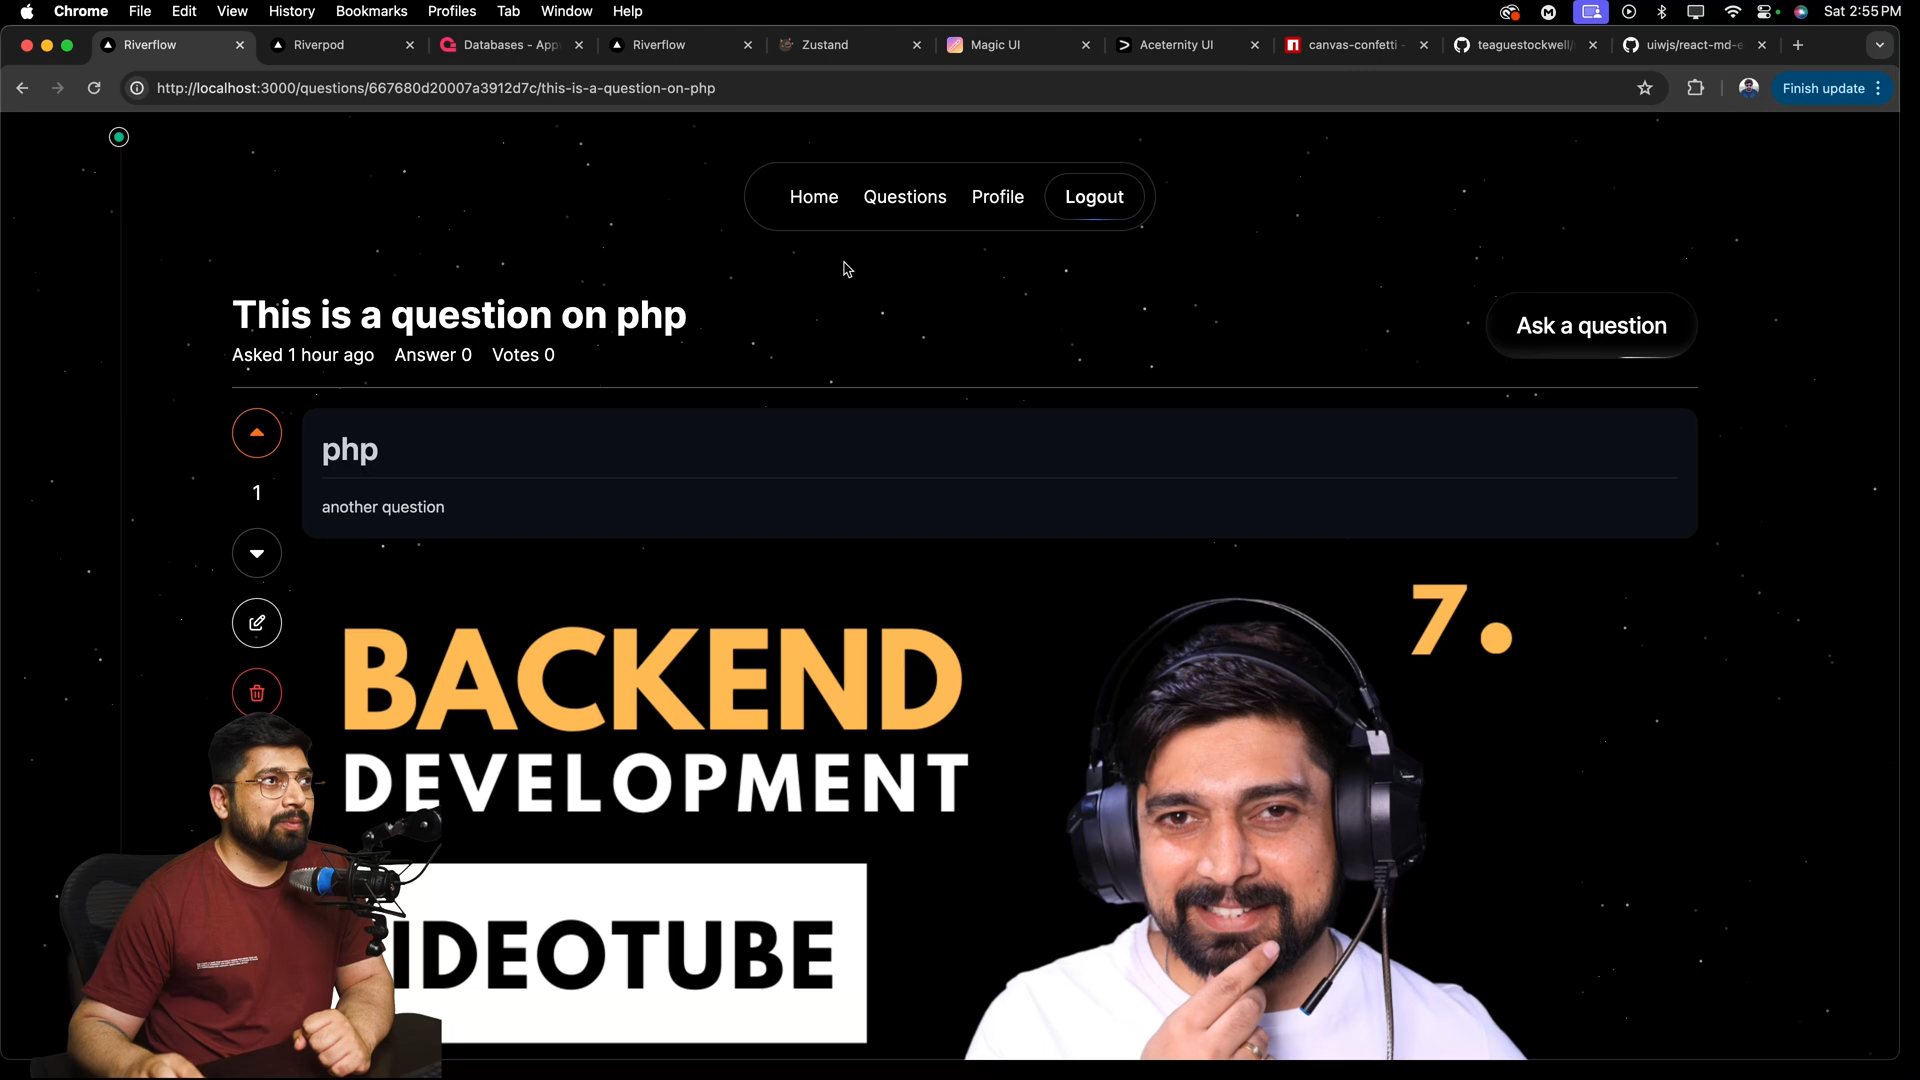 Chrome File Edit View History Bookmarks Profiles Tab Window Help Sat 2:55 PM
Riverflow Riverpod Databases - App Riverflow Zustand Magic UI Aceternity UI canvas-confetti - teaguestockwell/ uiwjs/react-md-e
http://localhost:3000/questions/667680d20007a3912d7c/this-is-a-question-on-php Finish update
Home Questions Profile Logout
This is a question on php
Ask a question
Asked 1 hour ago Answer 0 Votes 0
php
1
another question
7.
BACKEND
DEVELOPMENT
IDEOTUBE